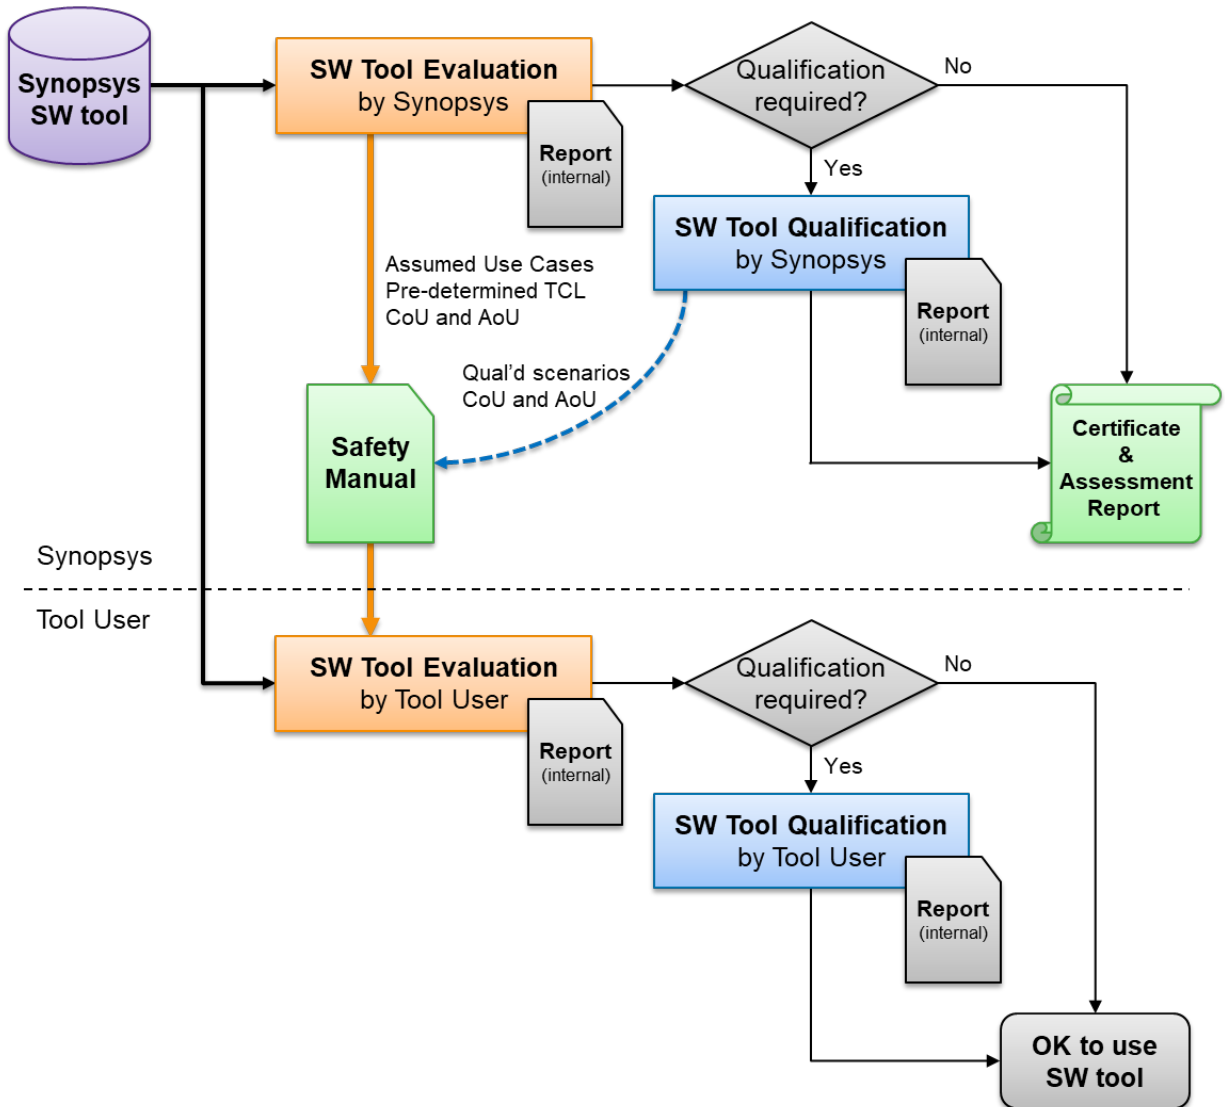 Synopsys
SW tool
SW Tool Evaluation
by Synopsys
Report
(internal)
Qualification
required?
No
Yes
SW Tool Qualification
by Synopsys
Report
(internal)
Assumed Use Cases
Pre-determined TCL
CoU and AoU
Qual'd scenarios
CoU and AoU
Safety
Manual
Certificate
&
Assessment
Report
Synopsys
Tool User
SW Tool Evaluation
by Tool User
Report
(internal)
Qualification
required?
No
Yes
SW Tool Qualification
by Tool User
Report
(internal)
OK to use
SW tool